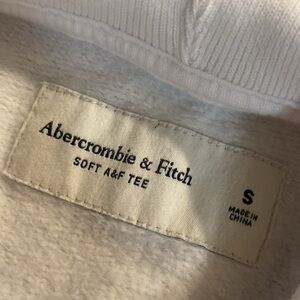 Abercrombie & Fitch
SOFT A&F TEE
S
MADE IN
CHINA